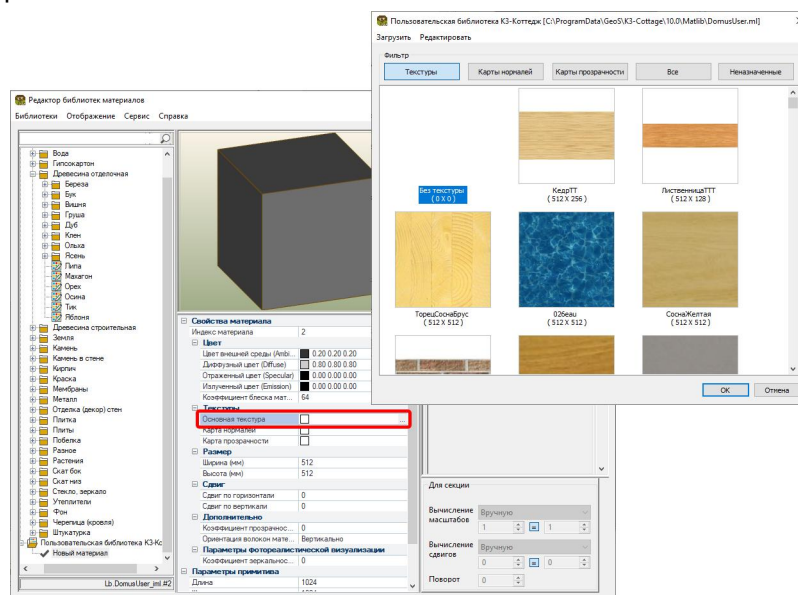 Пользовательская библиотека К3-Коттедж [C:\ProgramData\GeoS\K3-Cottage\10.0\Matlib\DomusUser.ml]
Загрузить Редактировать
Фильтр
Текстуры Карты нормалей Карты прозрачности Все Неназначенные
Без текстуры
( 0 X 0 )
КедрТТ
( 512 X 256 )
ЛиственницаТТТ
( 512 X 128 )
ТорецСоснаБрус
( 512 X 512 )
026eau
( 512 X 512 )
СоснаЖелтая
( 512 X 512 )
OK Отмена
Редактор библиотек материалов
Библиотеки Отображение Сервис Справка
Вода
Гипсокартон
Древесина отделочная
Береза
Бук
Вишня
Груша
Дуб
Клен
Ольха
Ясень
Липа
Махагон
Орех
Осина
Тик
Яблоня
Древесина строительная
Земля
Камень
Камень в стене
Кирпич
Краска
Мембраны
Металл
Отделка (декор) стен
Плитка
Плиты
Побелка
Разное
Растения
Скат бок
Скат низ
Стекло, зеркало
Утеплители
Фон
Черепица (кровля)
Штукатурка
Пользовательская библиотека К3-Кс
Новый материал
Lb.DomusUser_iml.#2
Свойства материала
Индекс материала 2
Цвет
Цвет внешней среды (Ambi... 0.20 0.20 0.20
Диффузный цвет (Diffuse) 0.80 0.80 0.80
Отраженный цвет (Specular) 0.00 0.00 0.00
Излученный цвет (Emission) 0.00 0.00 0.00
Коэффициент блеска мат... 64
Текстуры
Основная текстура ...
Карта нормалей
Карта прозрачности
Размер
Ширина (мм) 512
Высота (мм) 512
Сдвиг
Сдвиг по горизонтали 0
Сдвиг по вертикали 0
Дополнительно
Коэффициент прозрачнос... 0
Ориентация волокон мате... Вертикально
Параметры фотореалистической визуализации
Коэффициент зеркальнос... 0
Параметры примитива
Длина 1024
Для секции
Вычисление масштабов Вручную
1 = 1
Вычисление сдвигов Вручную
0 = 0
Поворот 0